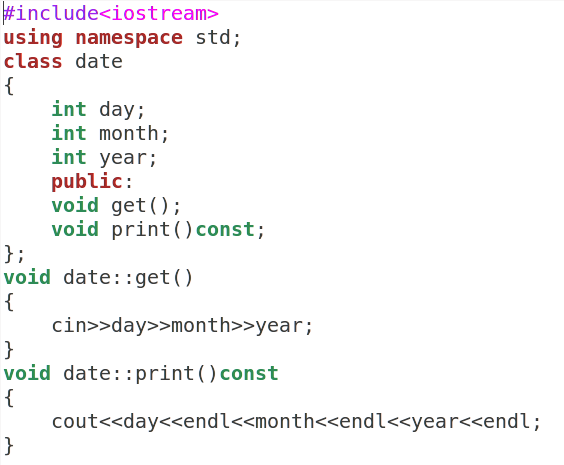 #include<iostream>
using namespace std;
class date
{
    int day;
    int month;
    int year;
    public:
    void get();
    void print()const;
};
void date::get()
{
    cin>>day>>month>>year;
}
void date::print()const
{
    cout<<day<<endl<<month<<endl<<year<<endl;
}